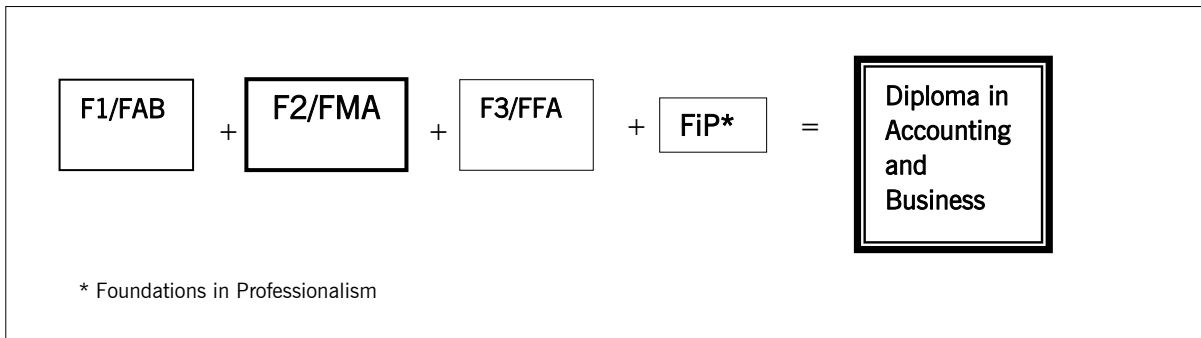 F1/FAB + F2/FMA + F3/FFA + FiP* = Diploma in
Accounting
and
Business
* Foundations in Professionalism